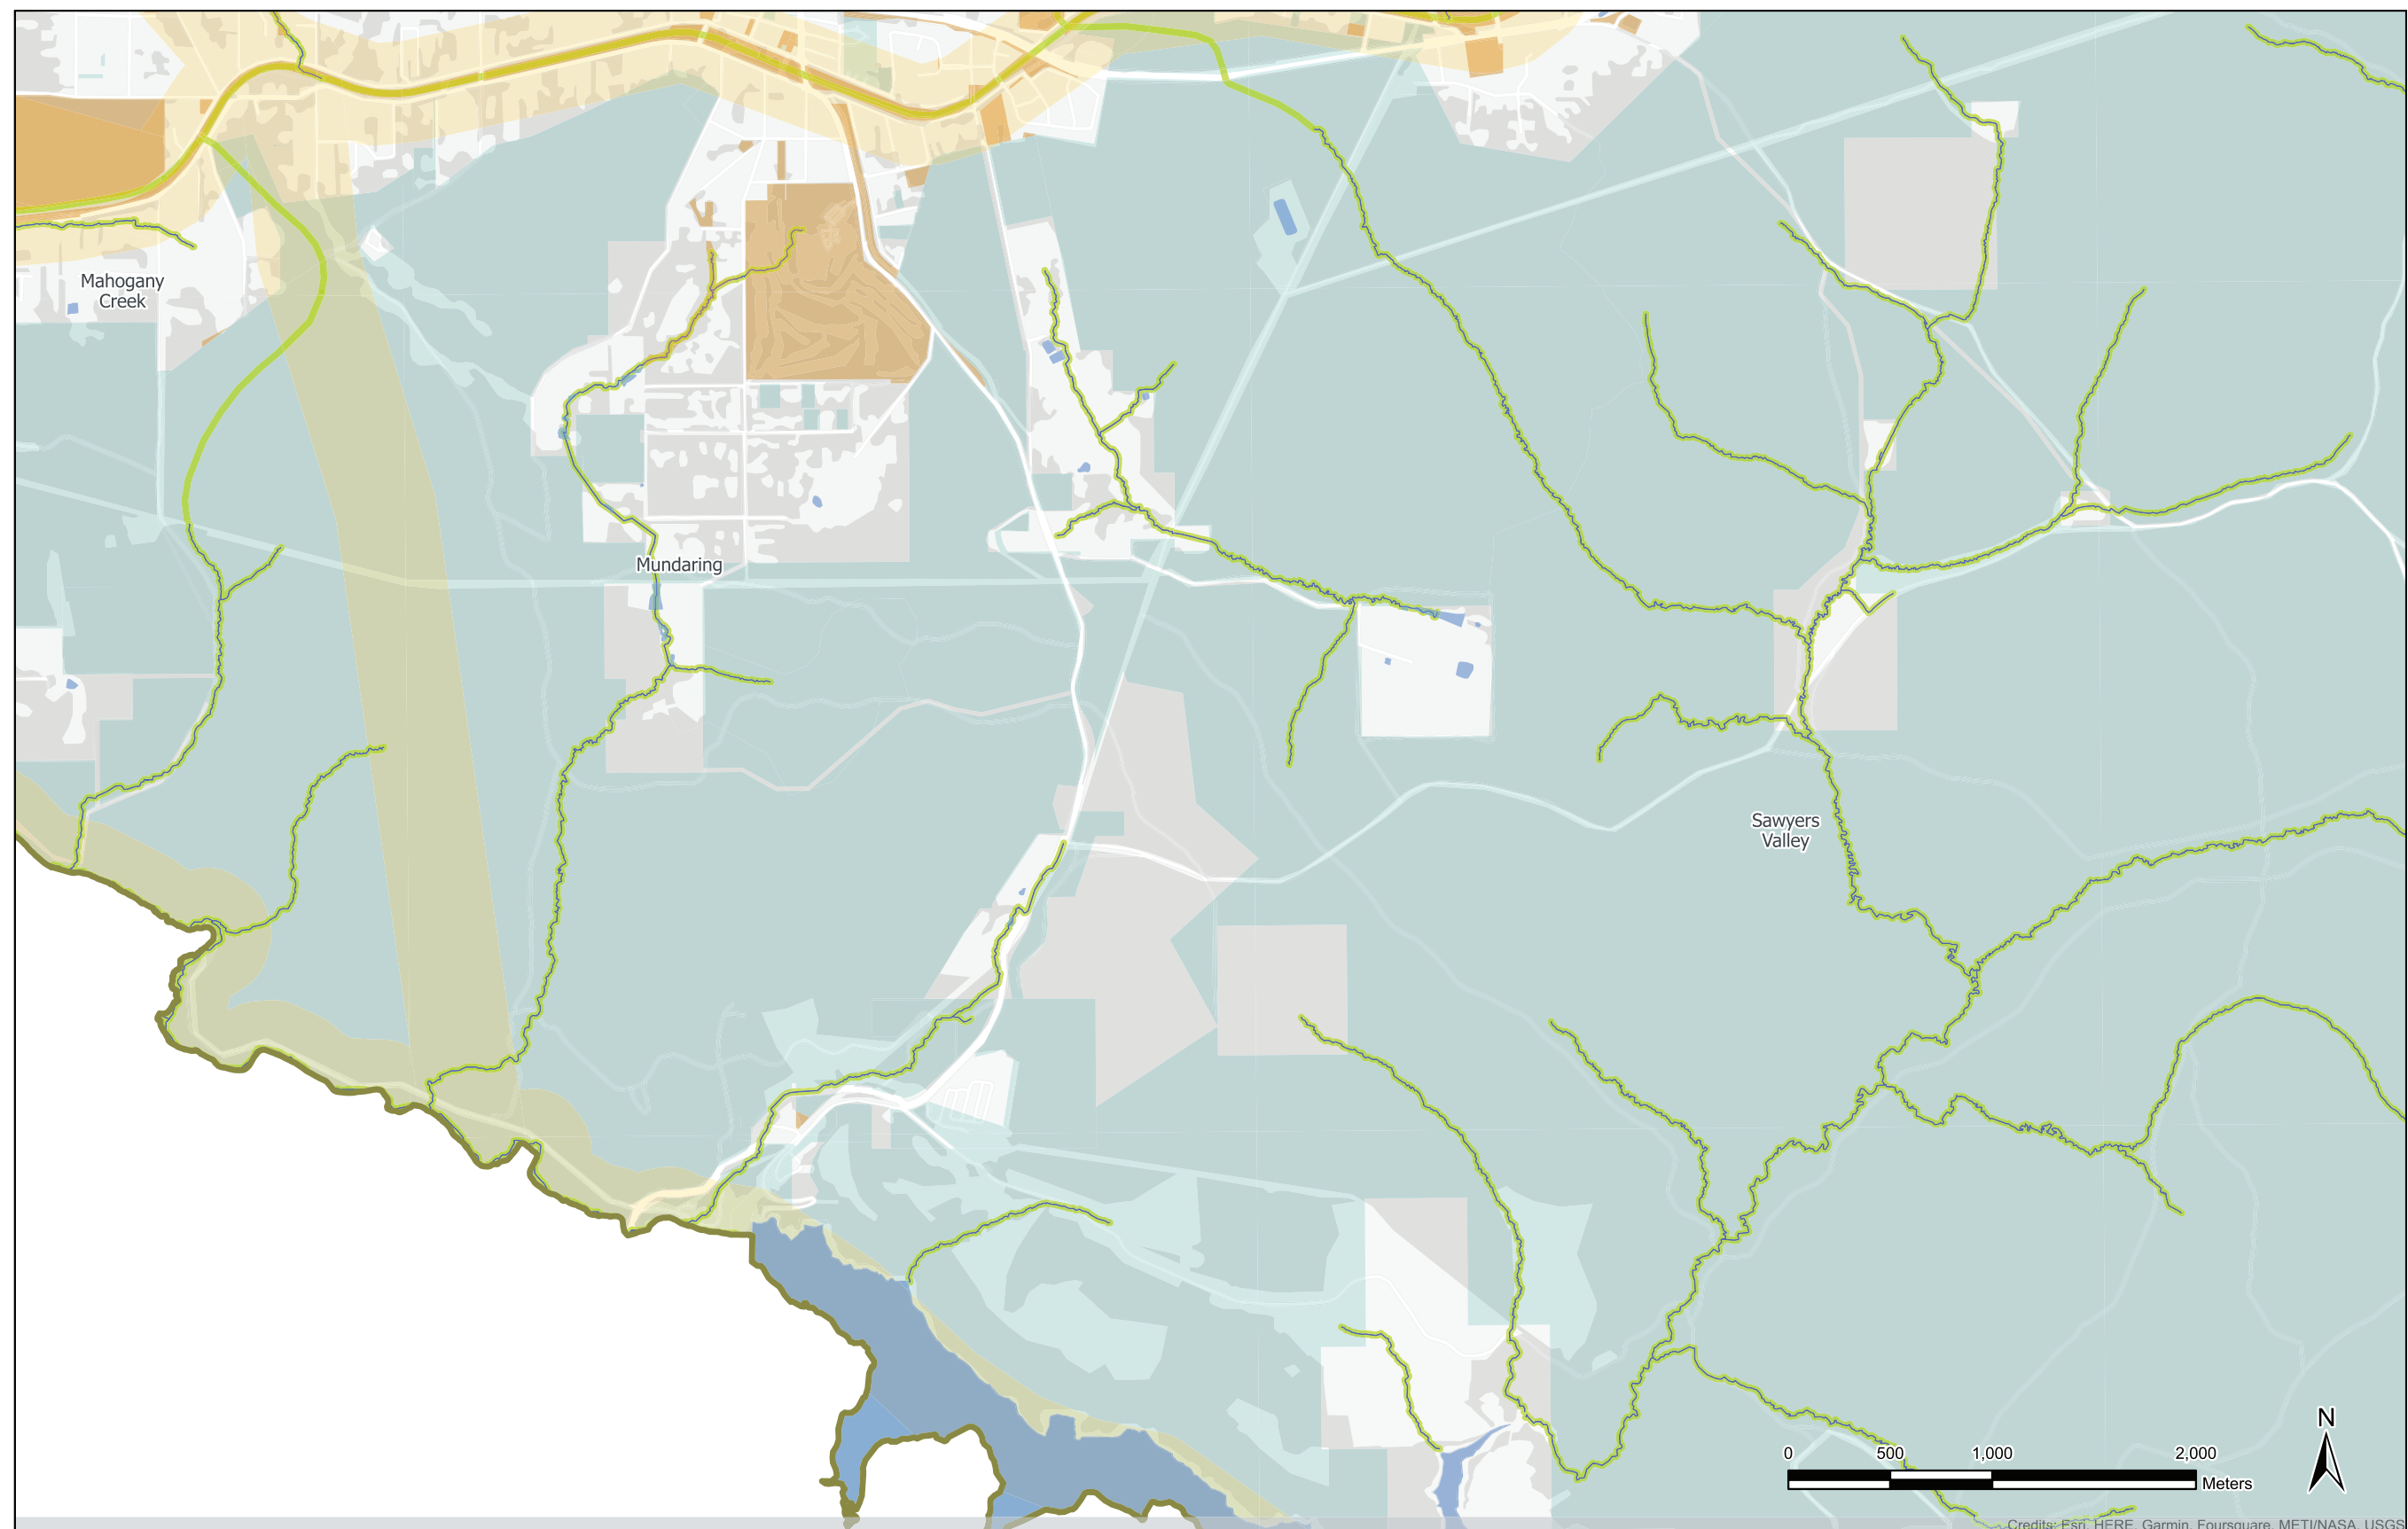 Mahogany
Creek
Mundaring
Sawyers
Valley
N
0 500 1,000 2,000
Meters
Credits: Esri, HERE, Garmin, Foursquare, METI/NASA, USGS